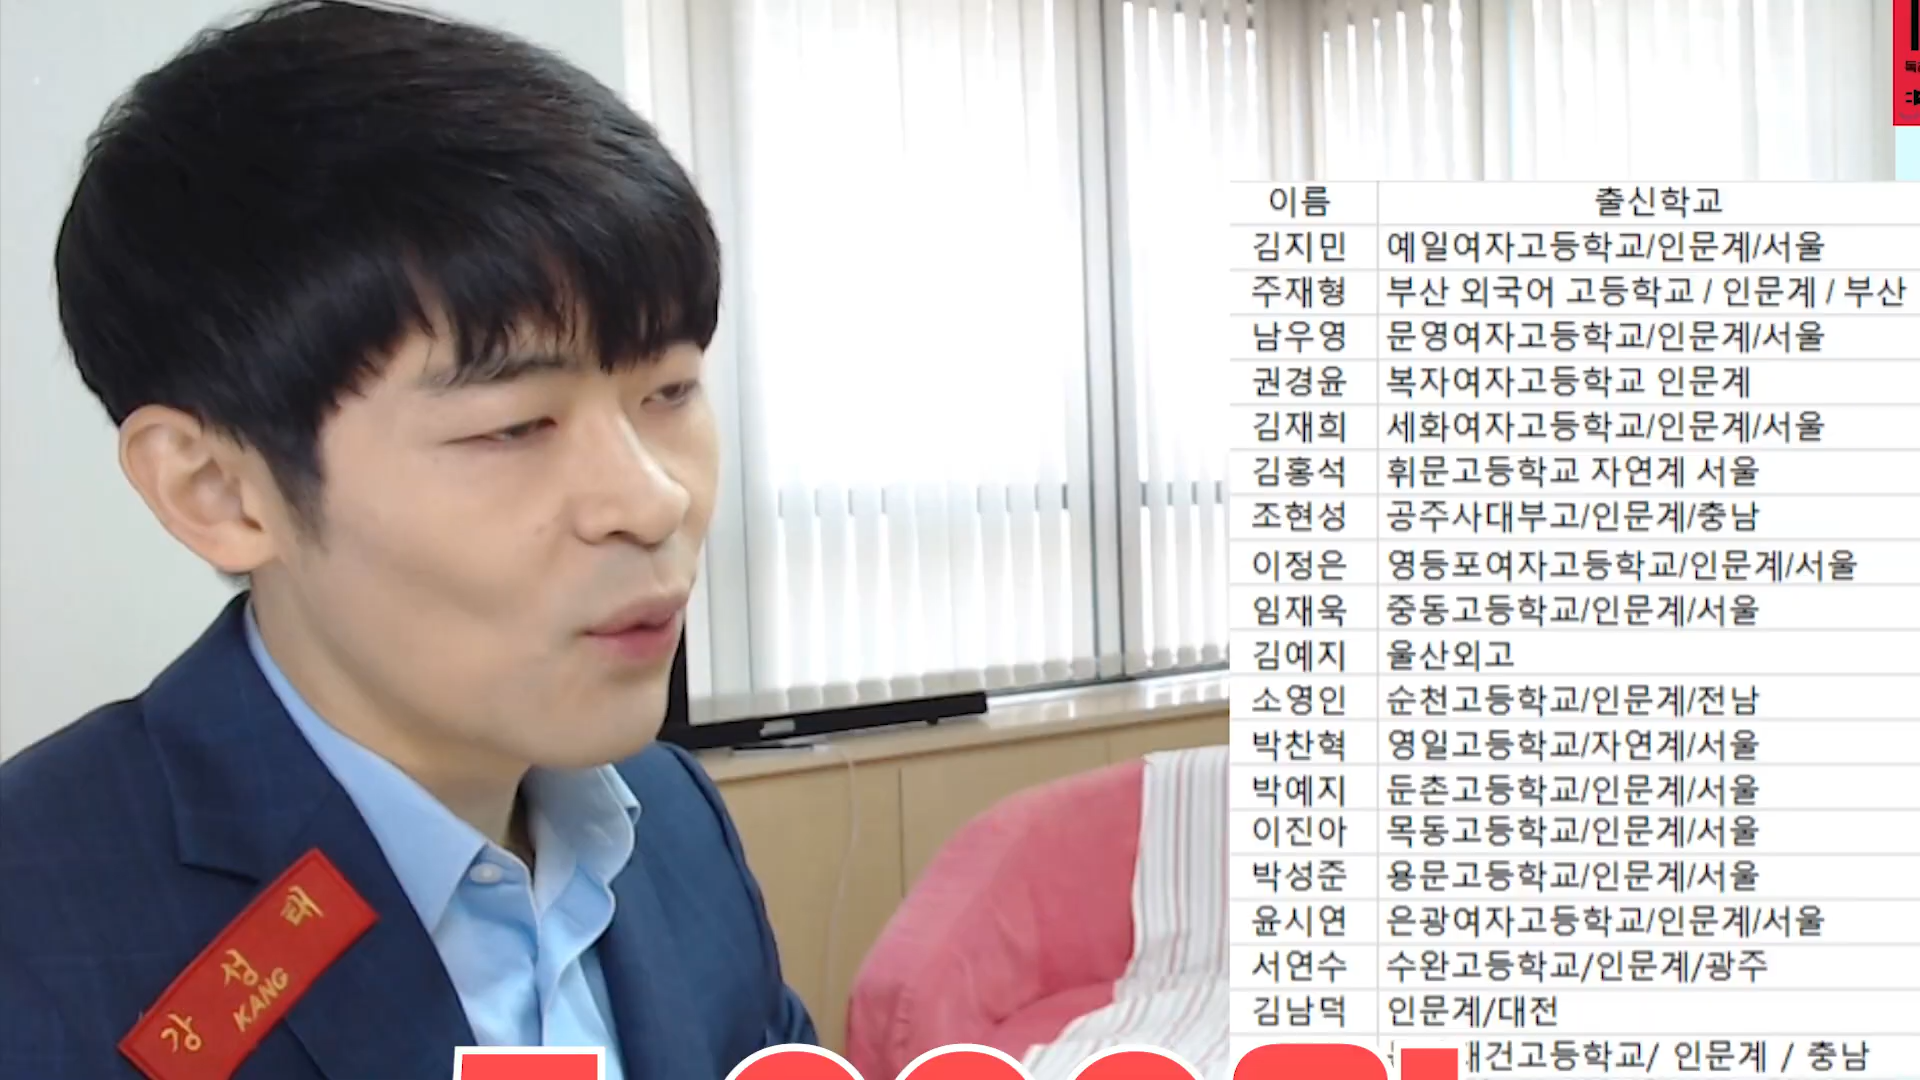 이름 출신학교
김지민 예일여자고등학교/인문계/서울
주재형 부산 외국어 고등학교 / 인문계 / 부산
남우영 문영여자고등학교/인문계/서울
권경윤 복자여자고등학교 인문계
김재희 세화여자고등학교/인문계/서울
김홍석 휘문고등학교 자연계 서울
조현성 공주사대부고/인문계/충남
이정은 영등포여자고등학교/인문계/서울
임재욱 중동고등학교/인문계/서울
김예지 울산외고
소영인 순천고등학교/인문계/전남
박찬혁 영일고등학교/자연계/서울
박예지 둔촌고등학교/인문계/서울
이진아 목동고등학교/인문계/서울
박성준 용문고등학교/인문계/서울
윤시연 은광여자고등학교/인문계/서울
서연수 수완고등학교/인문계/광주
김남덕 인문계/대전
대건고등학교/ 인문계 / 충남
강성태
KANG